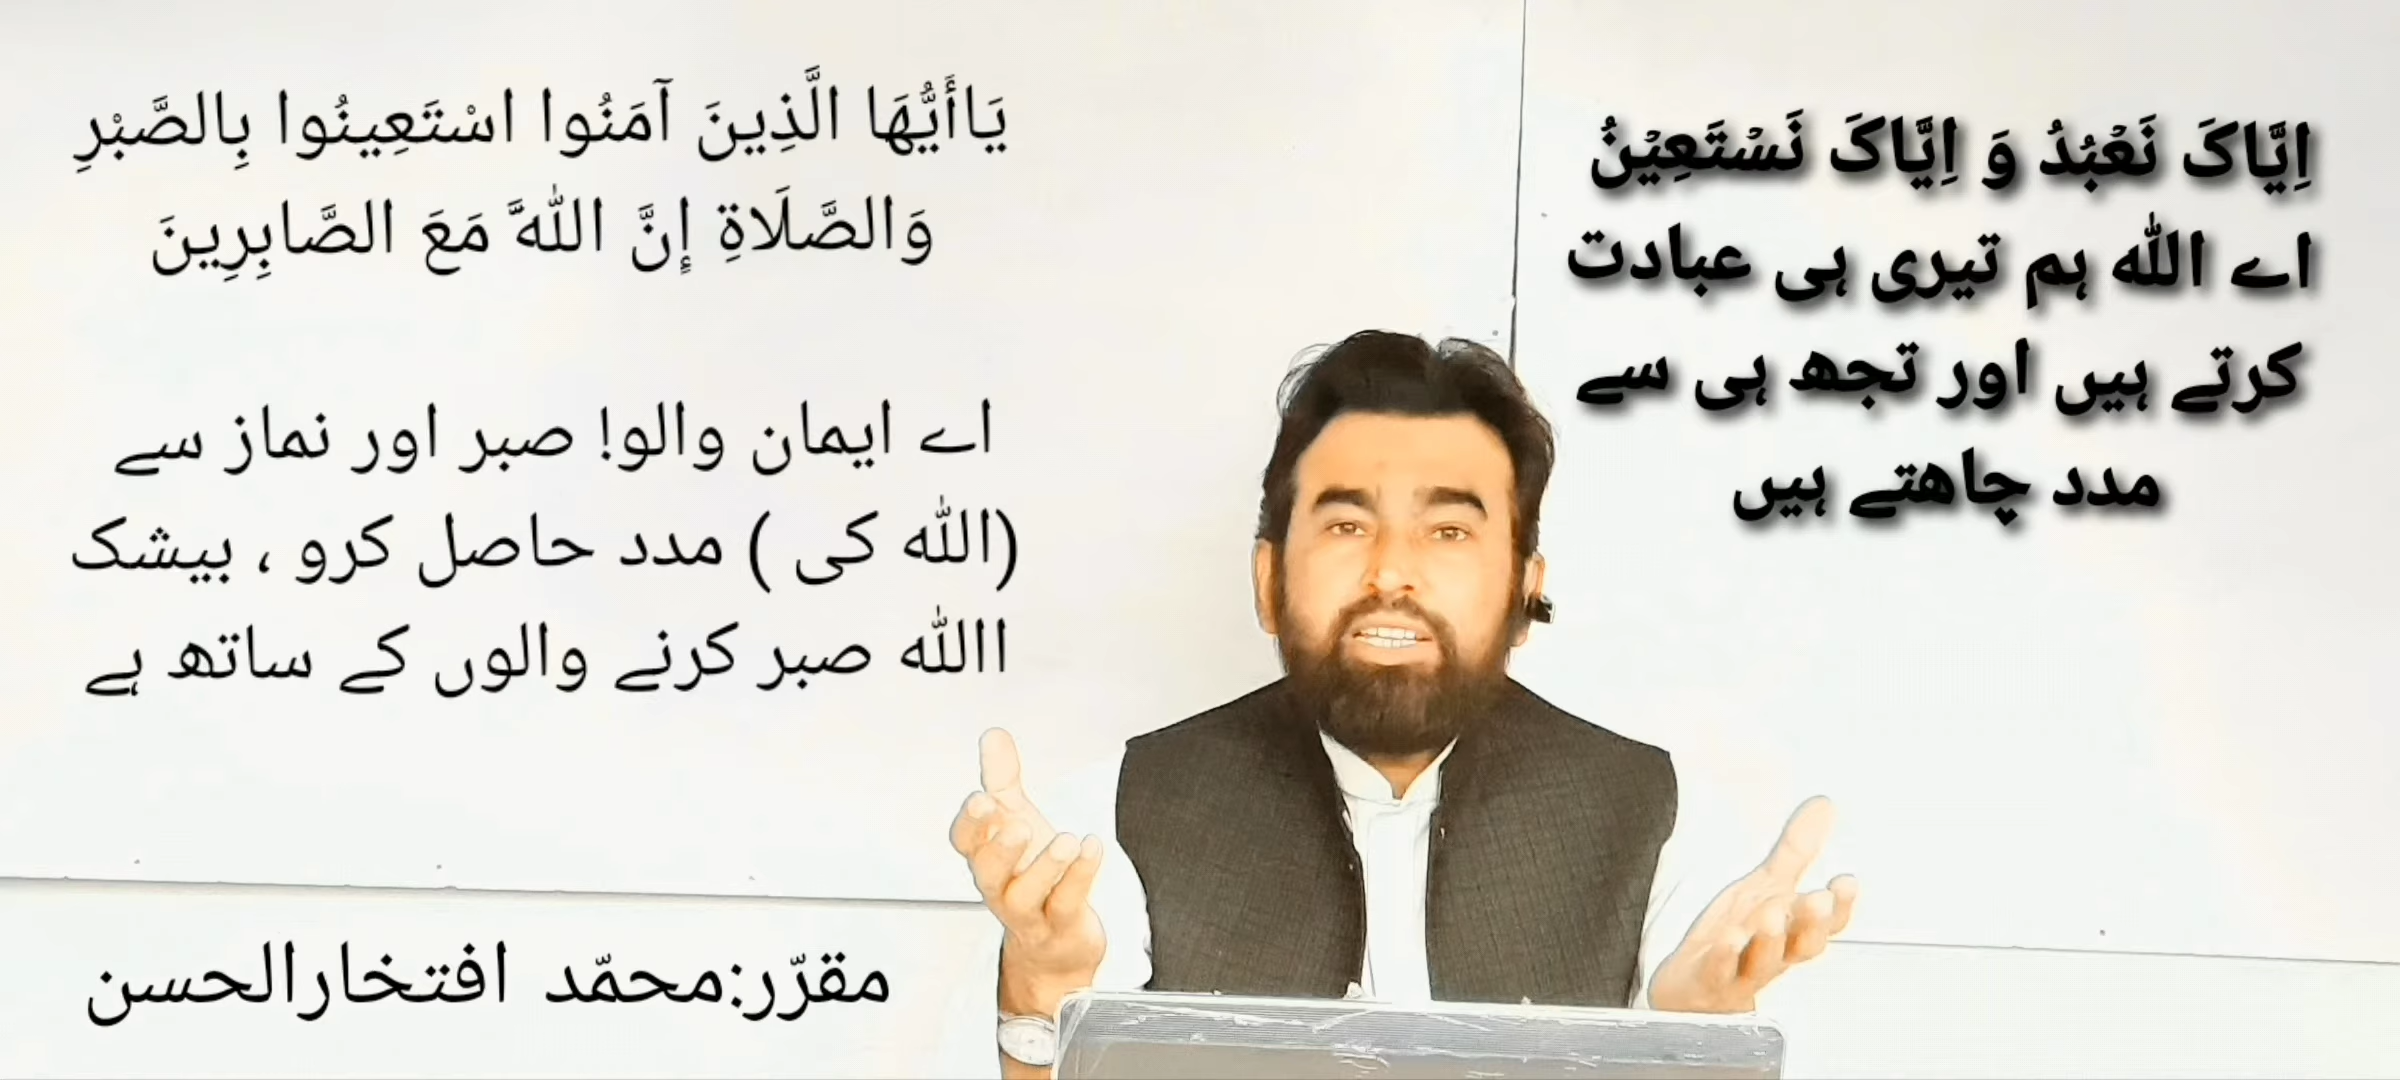 يَاأَيُّهَا الَّذِينَ آمَنُوا اسْتَعِينُوا بِالصَّبْرِ
وَالصَّلَاةِ إِنَّ اللَّهَ مَعَ الصَّابِرِينَ
اے ایمان والو! صبر اور نماز سے
(اللہ کی ) مدد حاصل کرو ، بیشک
االلہ صبر کرنے والوں کے ساتھ ہے
مقرّر:محمّد افتخارالحسن
اِیَّاکَ نَعۡبُدُ وَ اِیَّاکَ نَسۡتَعِیۡنُ
اے اللہ ہم تیری ہی عبادت
کرتے ہیں اور تجھ ہی سے
مدد چاھتے ہیں